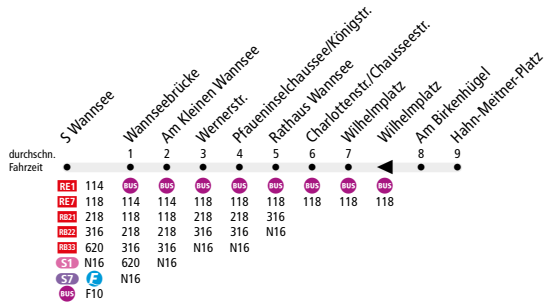 S Wannsee
Wannseebrücke
Am Kleinen Wannsee
Wernerstr.
Pfaueninselchaussee/Königstr.
Rathaus Wannsee
Charlottenstr./Chausseestr.
Wilhelmplatz
Wilhelmplatz
Am Birkenhügel
Hahn-Meitner-Platz
durchschn. 1 2 3 4 5 6 7 8 9
Fahrzeit
RE1 114 BUS BUS BUS BUS BUS BUS BUS BUS
RE7 118 114 114 118 118 118 118 118 118
RB21 218 118 118 218 218 316
RB22 316 218 218 316 316 N16
RB33 620 316 316 N16 N16
S1 N16 620 N16
S7 F N16
BUS F10